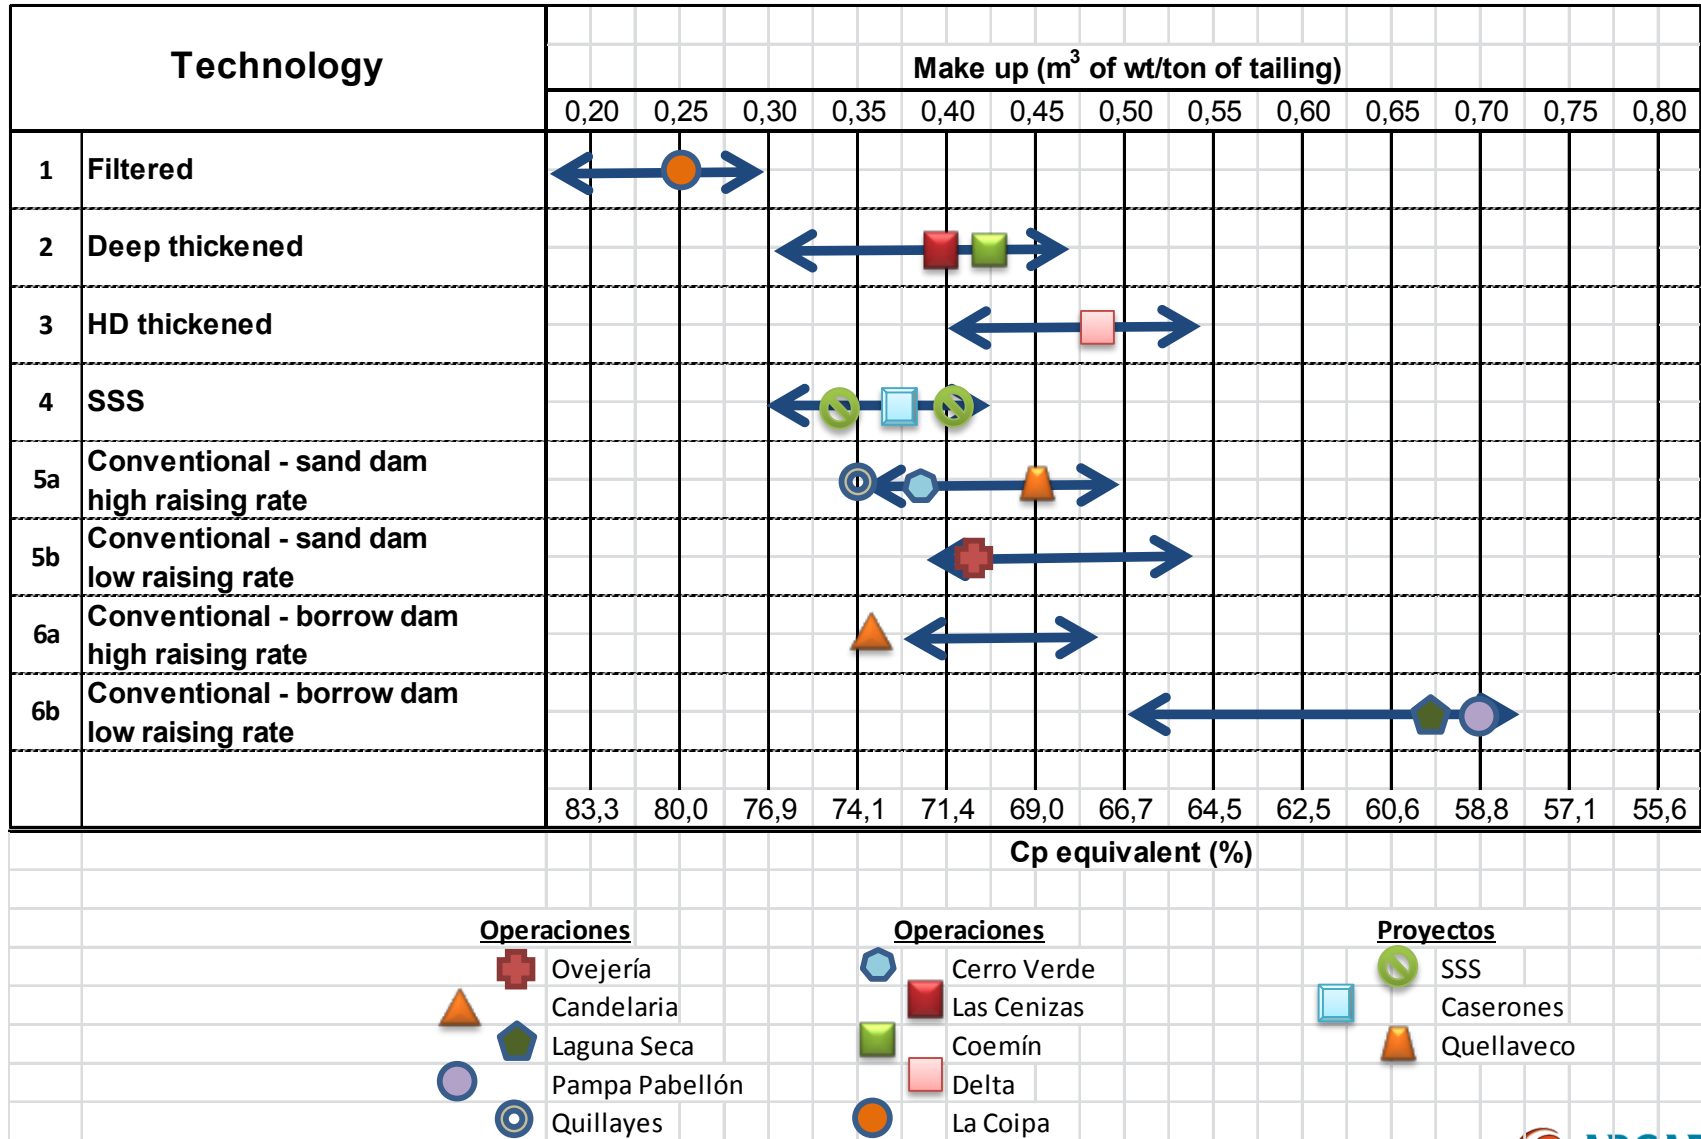 Technology
Make up (m³ of wt/ton of tailing)
0,20 0,25 0,30 0,35 0,40 0,45 0,50 0,55 0,60 0,65 0,70 0,75 0,80
1 Filtered
2 Deep thickened
3 HD thickened
4 SSS
5a Conventional - sand dam
high raising rate
5b Conventional - sand dam
low raising rate
6a Conventional - borrow dam
high raising rate
6b Conventional - borrow dam
low raising rate
83,3 80,0 76,9 74,1 71,4 69,0 66,7 64,5 62,5 60,6 58,8 57,1 55,6
Cp equivalent (%)
Operaciones
Ovejería
Candelaria
Laguna Seca
Pampa Pabellón
Quillayes
Operaciones
Cerro Verde
Las Cenizas
Coemín
Delta
La Coipa
Proyectos
SSS
Caserones
Quellaveco